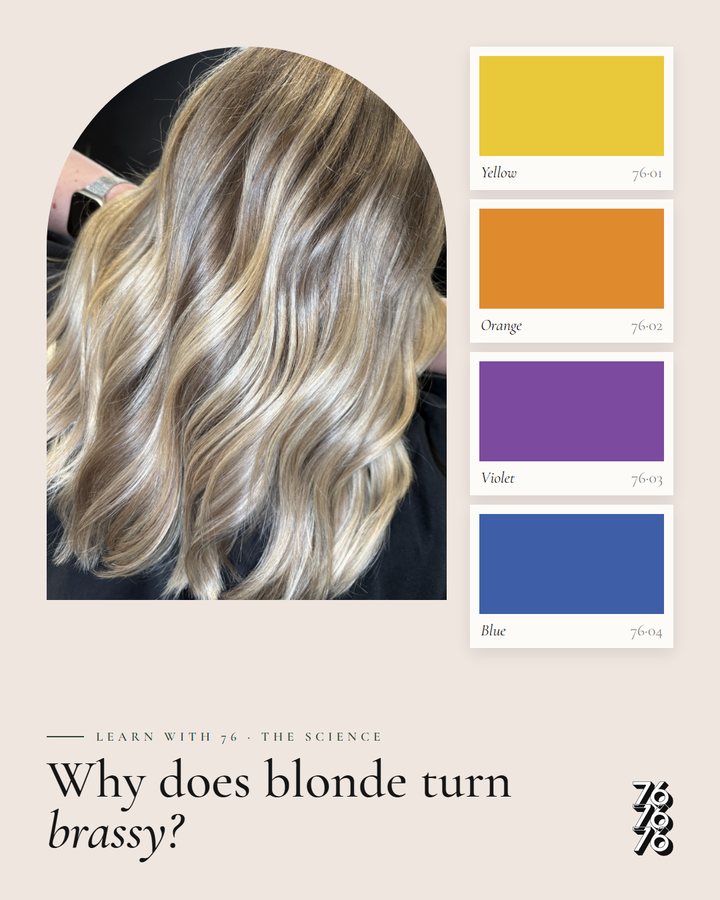 Yellow 76·01
Orange 76·02
Violet 76·03
Blue 76·04
LEARN WITH 76 · THE SCIENCE
Why does blonde turn
brassy?
76
76
76